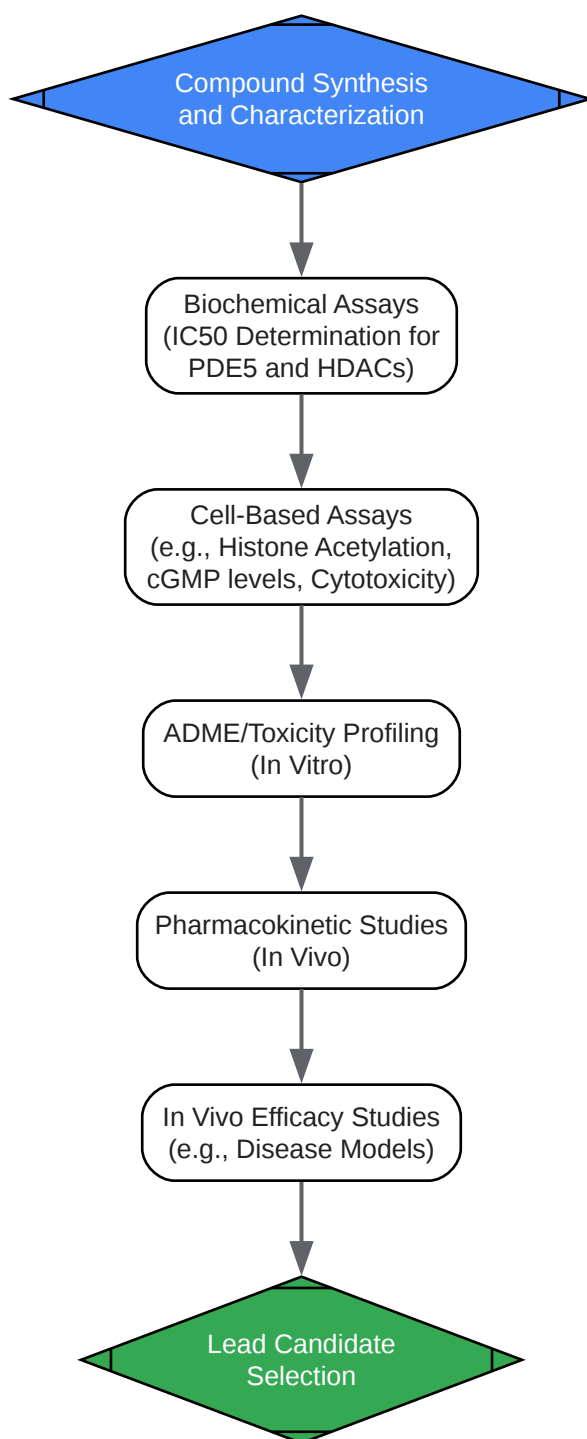 Compound Synthesis
and Characterization
Biochemical Assays
(IC50 Determination for
PDE5 and HDACs)
Cell-Based Assays
(e.g., Histone Acetylation,
cGMP levels, Cytotoxicity)
ADME/Toxicity Profiling
(In Vitro)
Pharmacokinetic Studies
(In Vivo)
In Vivo Efficacy Studies
(e.g., Disease Models)
Lead Candidate
Selection